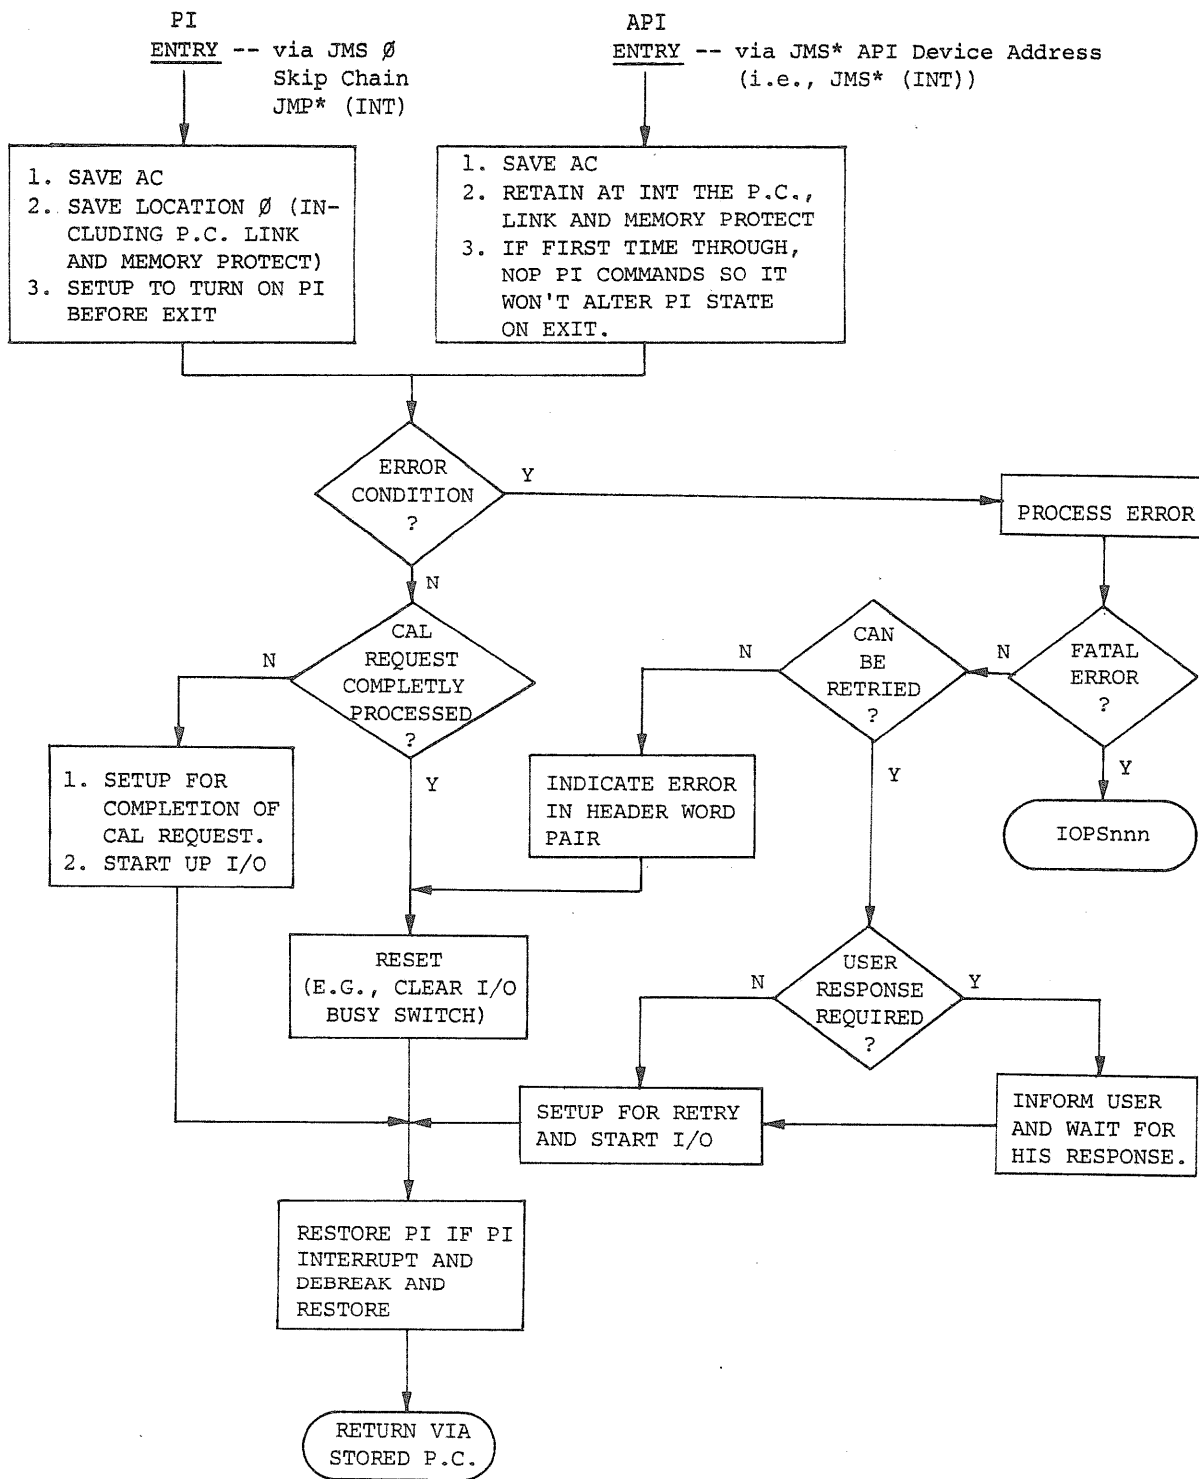 PI
ENTRY -- via JMS Ø
Skip Chain
JMP* (INT)
API
ENTRY -- via JMS* API Device Address
(i.e., JMS* (INT))
1. SAVE AC
2. SAVE LOCATION Ø (IN-
CLUDING P.C. LINK
AND MEMORY PROTECT)
3. SETUP TO TURN ON PI
BEFORE EXIT
1. SAVE AC
2. RETAIN AT INT THE P.C.,
LINK AND MEMORY PROTECT
3. IF FIRST TIME THROUGH,
NOP PI COMMANDS SO IT
WON'T ALTER PI STATE
ON EXIT.
ERROR
CONDITION
?
Y
N
PROCESS ERROR
CAL
REQUEST
COMPLETLY
PROCESSED
?
N
Y
CAN
BE
RETRIED
?
N
Y
FATAL
ERROR
?
N
Y
1. SETUP FOR
COMPLETION OF
CAL REQUEST.
2. START UP I/O
INDICATE ERROR
IN HEADER WORD
PAIR
IOPSnnn
RESET
(E.G., CLEAR I/O
BUSY SWITCH)
USER
RESPONSE
REQUIRED
?
N
Y
SETUP FOR RETRY
AND START I/O
INFORM USER
AND WAIT FOR
HIS RESPONSE.
RESTORE PI IF PI
INTERRUPT AND
DEBREAK AND
RESTORE
RETURN VIA
STORED P.C.